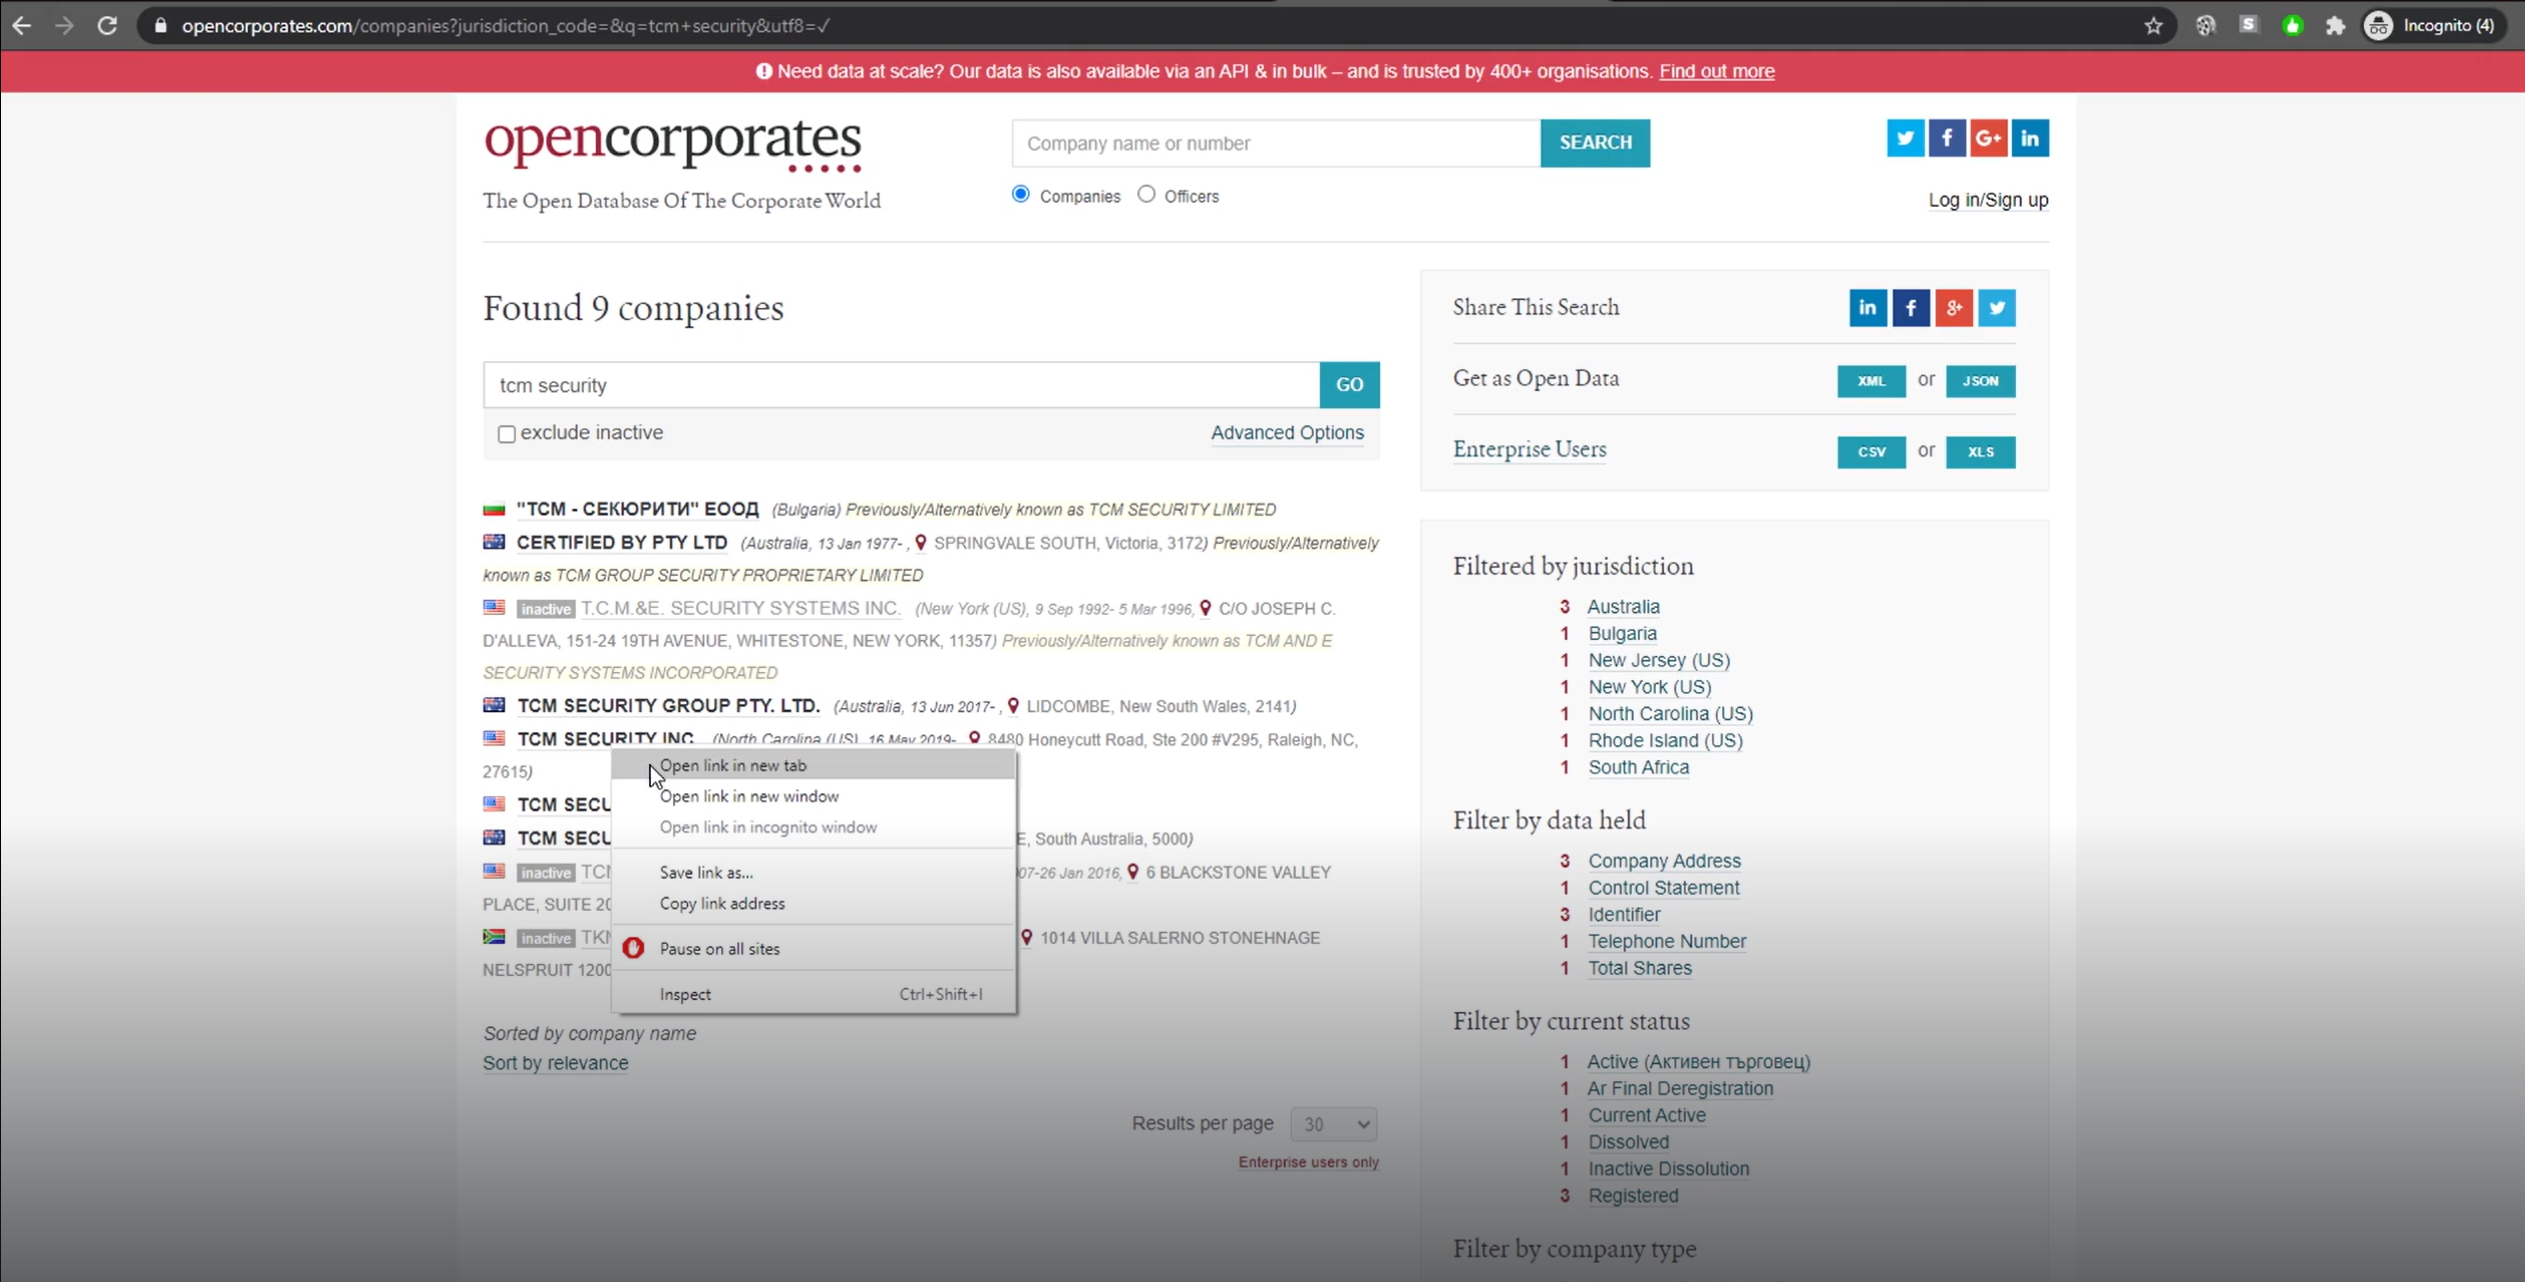 opencorporates.com/companies?jurisdiction_code=&q=tcm+security&utf8=✓
S
Incognito (4)
Need data at scale? Our data is also available via an API & in bulk – and is trusted by 400+ organisations. Find out more
opencorporates
The Open Database Of The Corporate World
Company name or number
SEARCH
Companies
Officers
Log in/Sign up
Found 9 companies
tcm security
GO
exclude inactive
Advanced Options
"ТСМ - СЕКЮРИТИ" ЕООД (Bulgaria) Previously/Alternatively known as TCM SECURITY LIMITED
CERTIFIED BY PTY LTD (Australia, 13 Jan 1977- , SPRINGVALE SOUTH, Victoria, 3172) Previously/Alternatively
known as TCM GROUP SECURITY PROPRIETARY LIMITED
inactive T.C.M.&E. SECURITY SYSTEMS INC. (New York (US), 9 Sep 1992- 5 Mar 1996, C/O JOSEPH C.
D'ALLEVA, 151-24 19TH AVENUE, WHITESTONE, NEW YORK, 11357) Previously/Alternatively known as TCM AND E
SECURITY SYSTEMS INCORPORATED
TCM SECURITY GROUP PTY. LTD. (Australia, 13 Jun 2017- , LIDCOMBE, New South Wales, 2141)
TCM SECURITY INC (North Carolina (US), 16 May 2019- 8480 Honeycutt Road, Ste 200 #V295, Raleigh, NC,
27615)
TCM SECU
TCM SECU E, South Australia, 5000)
inactive 07-26 Jan 2016, 6 BLACKSTONE VALLEY
PLACE, SUITE 20
inactive 1014 VILLA SALERNO STONEHNAGE
NELSPRUIT 1200
Open link in new tab
Open link in new window
Open link in incognito window
Save link as...
Copy link address
Pause on all sites
Inspect Ctrl+Shift+I
Sorted by company name
Sort by relevance
Results per page 30
Enterprise users only
Share This Search
Get as Open Data XML or JSON
Enterprise Users CSV or XLS
Filtered by jurisdiction
3 Australia
1 Bulgaria
1 New Jersey (US)
1 New York (US)
1 North Carolina (US)
1 Rhode Island (US)
1 South Africa
Filter by data held
3 Company Address
1 Control Statement
3 Identifier
1 Telephone Number
1 Total Shares
Filter by current status
1 Active (Активен търговец)
1 Ar Final Deregistration
1 Current Active
1 Dissolved
1 Inactive Dissolution
3 Registered
Filter by company type